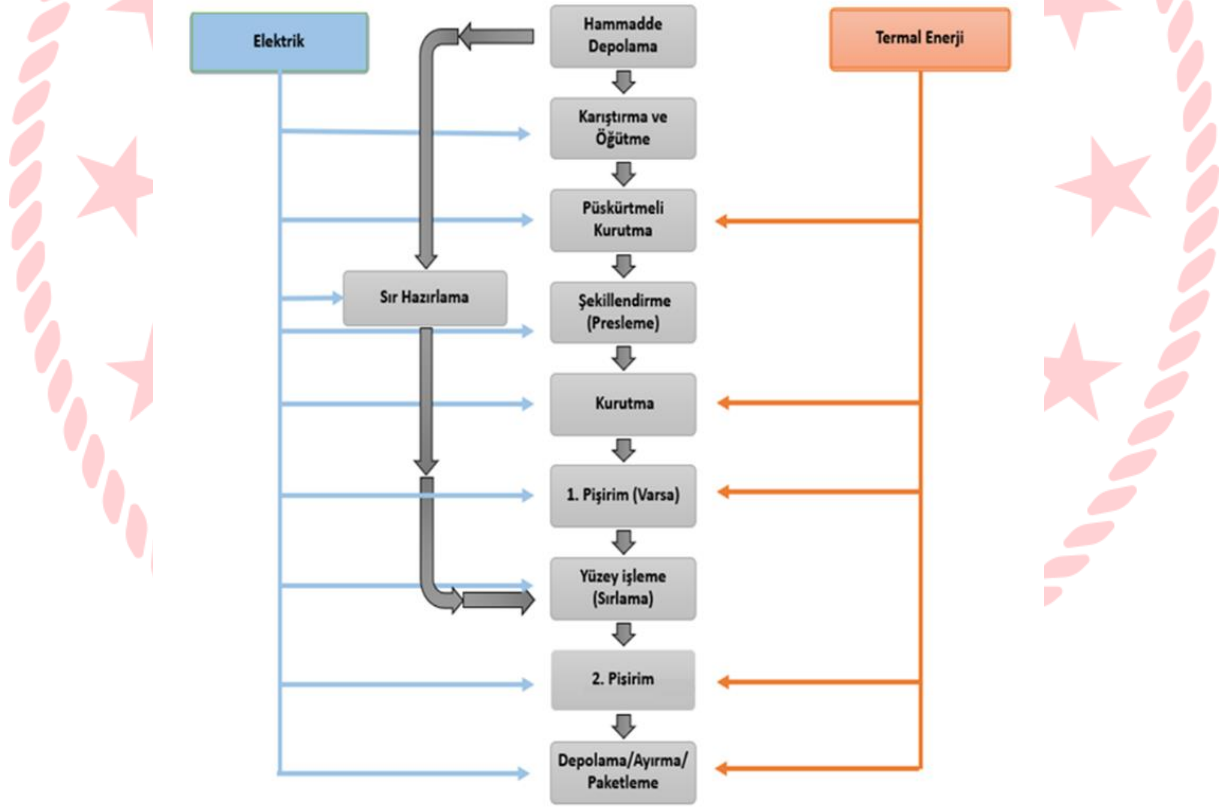 Elektrik
Hammadde
Depolama
Termal Enerji
Karıştırma ve
Öğütme
Püskürtmeli
Kurutma
Sır Hazırlama
Şekillendirme
(Presleme)
Kurutma
1. Pişirim (Varsa)
Yüzey işleme
(Sırlama)
2. Pisirim
Depolama/Ayırma/
Paketleme